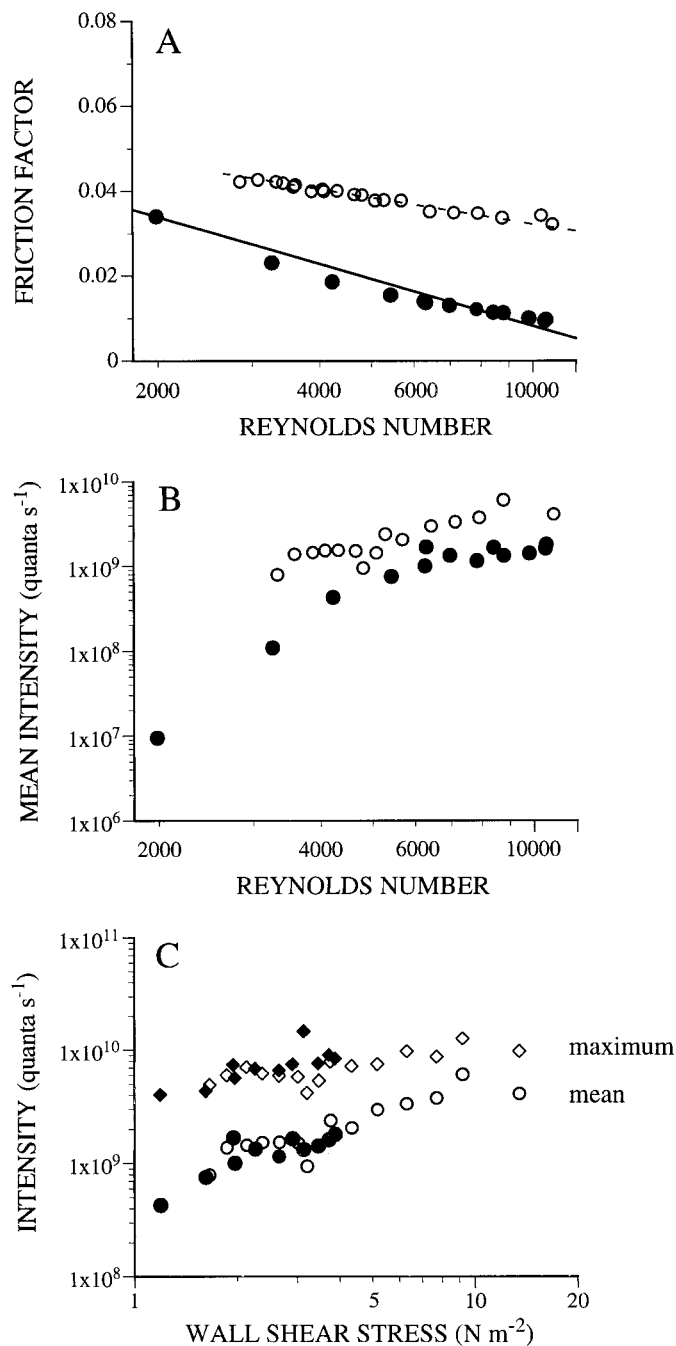 A
0.08
0.06
0.04
0.02
0
FRICTION FACTOR
2000
4000
6000
10000
REYNOLDS NUMBER
B
1x10¹⁰
1x10⁹
1x10⁸
1x10⁷
1x10⁶
MEAN INTENSITY (quanta s⁻¹)
2000
4000
6000
10000
REYNOLDS NUMBER
C
1x10¹¹
1x10¹⁰
1x10⁹
1x10⁸
INTENSITY (quanta s⁻¹)
maximum
mean
1
5
10
20
WALL SHEAR STRESS (N m⁻²)